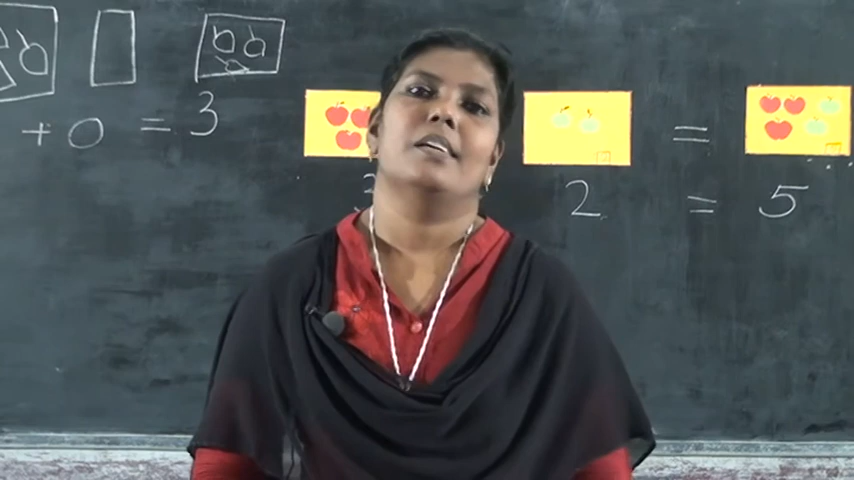 + 0 = 3
=
2 = 5